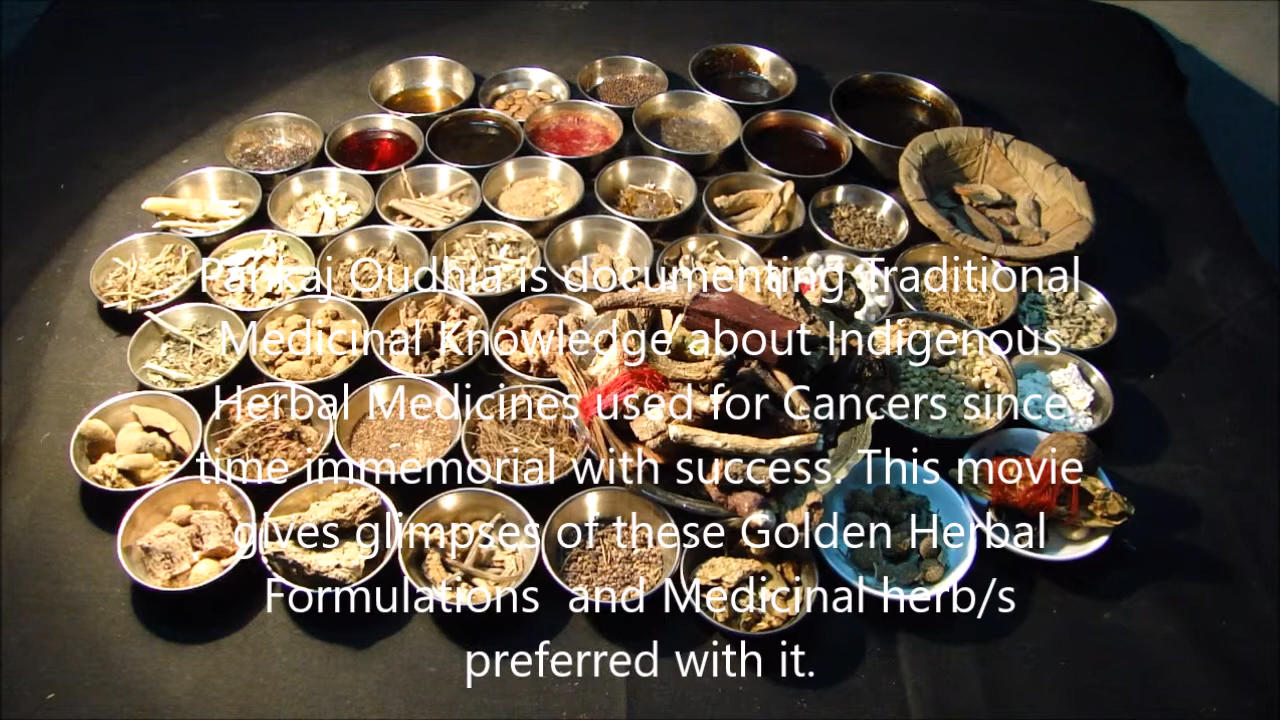 Pankaj Oudhia is documenting Traditional
Medicinal Knowledge about Indigenous
Herbal Medicines used for Cancers since
time immemorial with success. This movie
gives glimpses of these Golden Herbal
Formulations  and Medicinal herb/s
preferred with it.